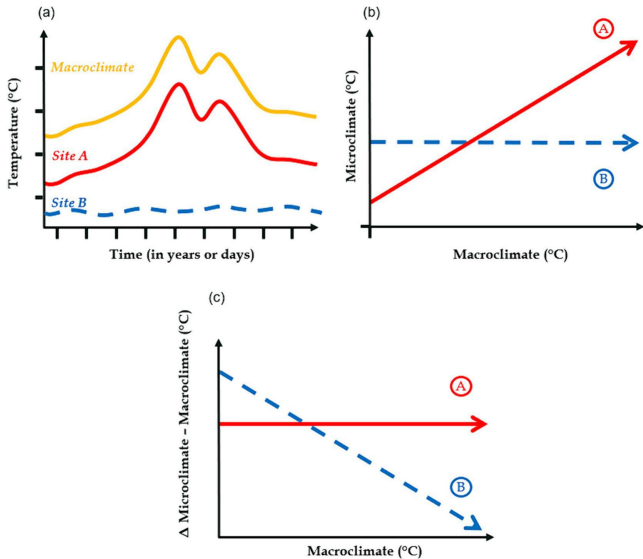 (a)
Temperature (°C)
Macroclimate
Site A
Site B
Time (in years or days)
(b)
Microclimate (°C)
A
B
Macroclimate (°C)
(c)
Δ Microclimate – Macroclimate (°C)
A
B
Macroclimate (°C)